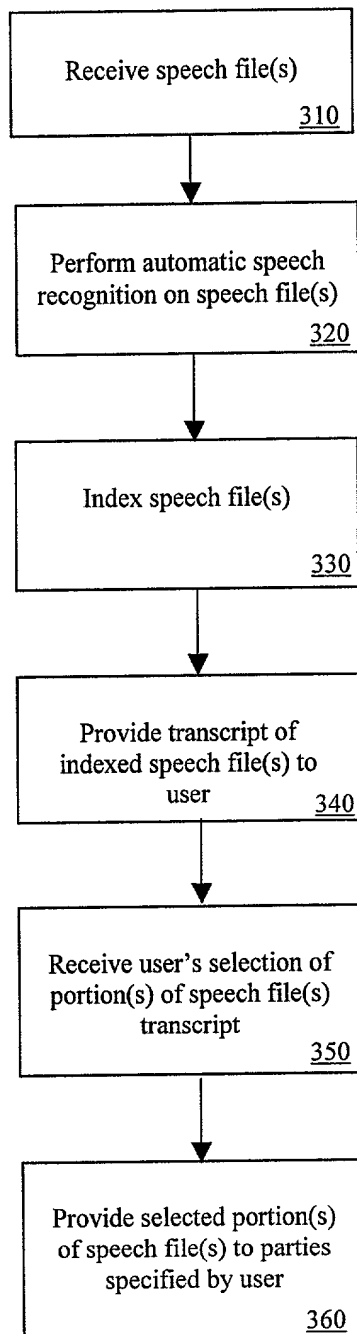 Receive speech file(s)
310
Perform automatic speech
recognition on speech file(s)
320
Index speech file(s)
330
Provide transcript of
indexed speech file(s) to
user
340
Receive user's selection of
portion(s) of speech file(s)
transcript
350
Provide selected portion(s)
of speech file(s) to parties
specified by user
360